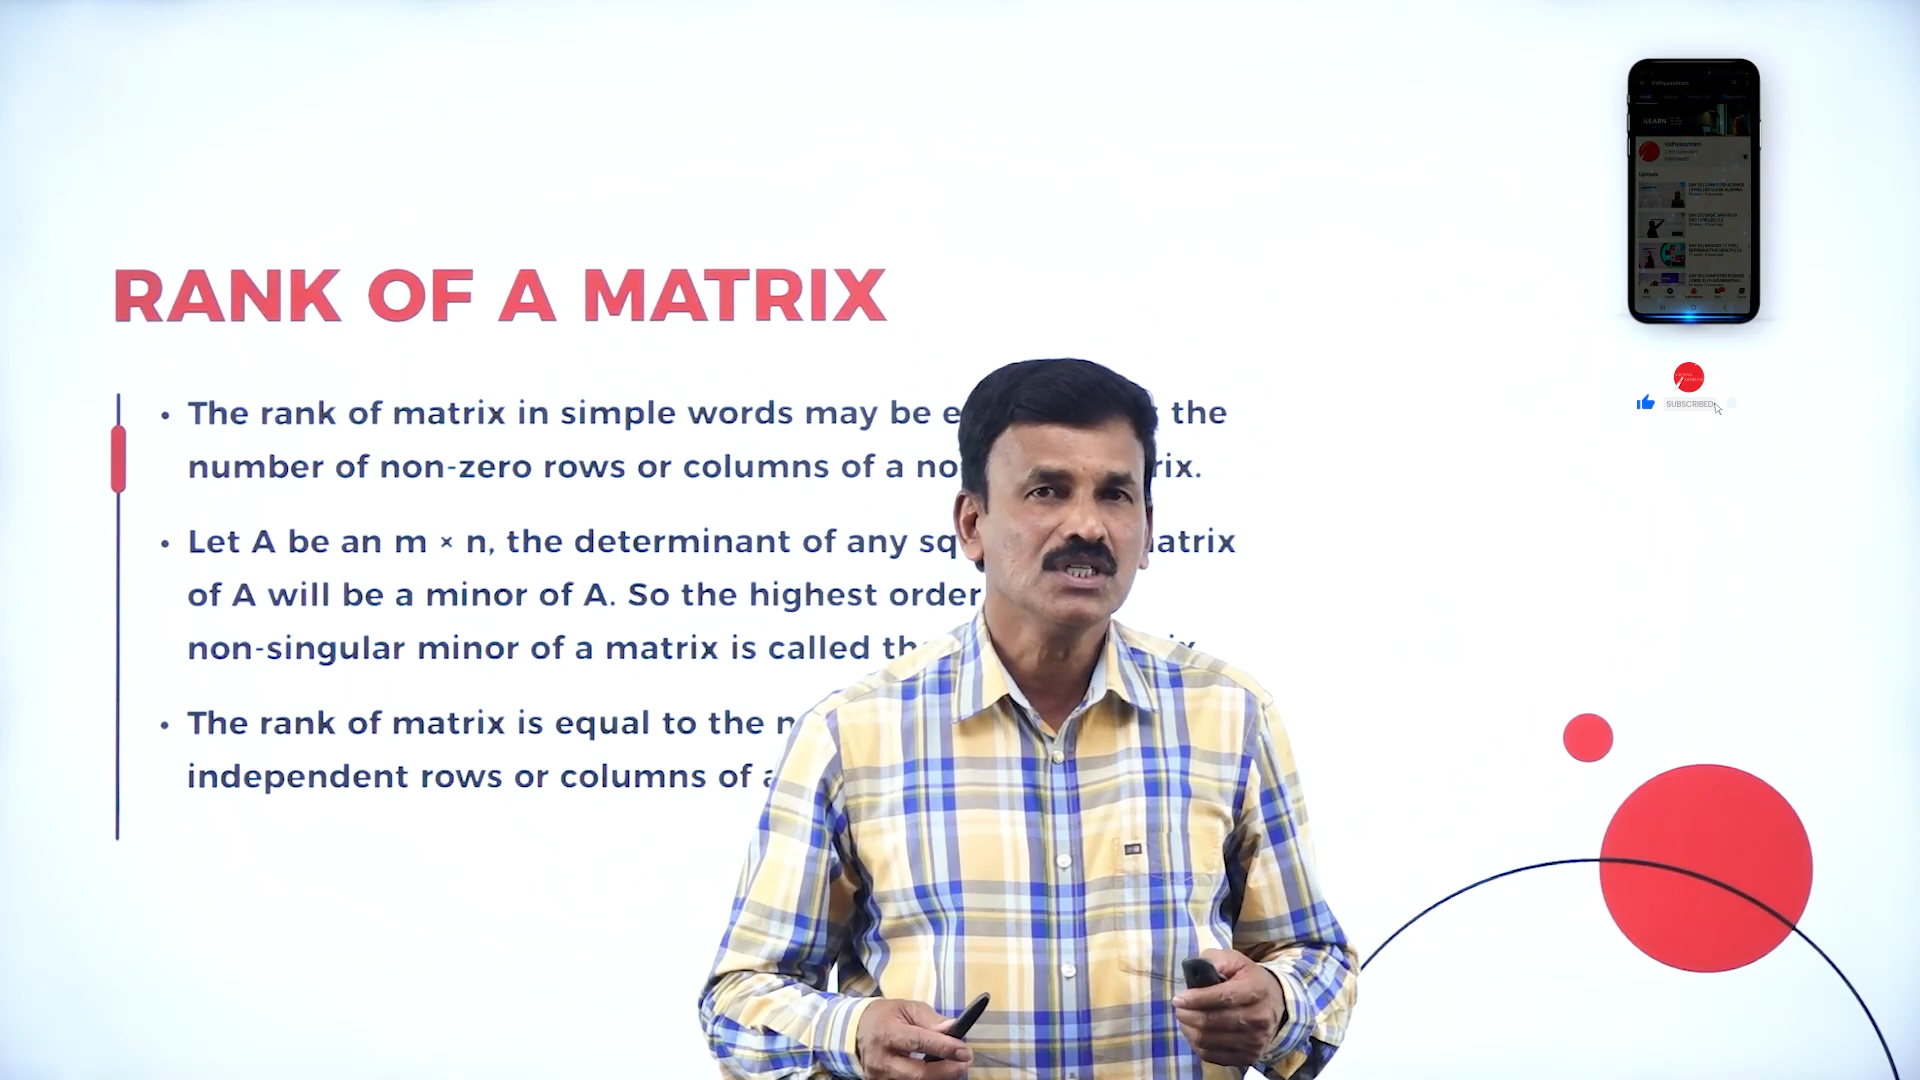 RANK OF A MATRIX
• The rank of matrix in simple words may be e the
number of non-zero rows or columns of a no rix.
• Let A be an m × n, the determinant of any sq atrix
of A will be a minor of A. So the highest order
non-singular minor of a matrix is called th
• The rank of matrix is equal to the n
independent rows or columns of a
Vidhyaashram
LEARN
Uploads
SUBSCRIBED